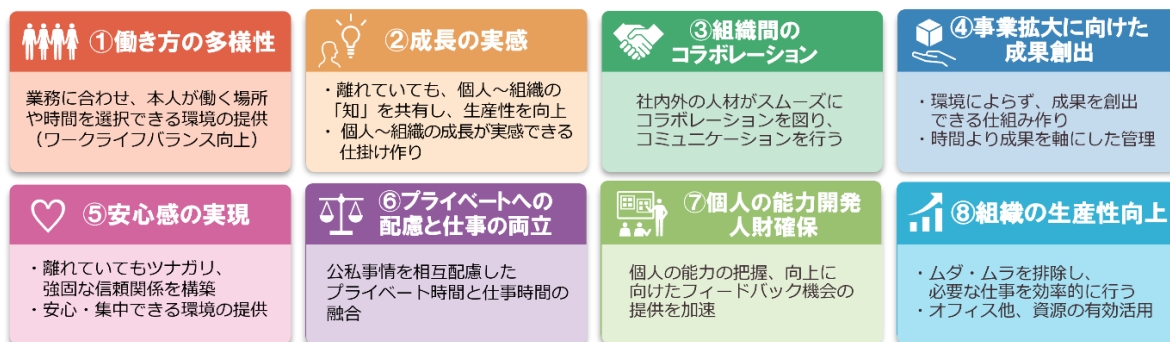 ①働き方の多様性
業務に合わせ、本人が働く場所
や時間を選択できる環境の提供
（ワークライフバランス向上）
②成長の実感
・離れていても、個人～組織の
「知」を共有し、生産性を向上
・ 個人～組織の成長が実感できる
仕掛け作り
③組織間の
コラボレーション
社内外の人材がスムーズに
コラボレーションを図り、
コミュニケーションを行う
④事業拡大に向けた
成果創出
・環境によらず、成果を創出
できる仕組み作り
・時間より成果を軸にした管理
⑤安心感の実現
・離れていてもツナガリ、
強固な信頼関係を構築
・安心・集中できる環境の提供
⑥プライベートへの
配慮と仕事の両立
公私事情を相互配慮した
プライベート時間と仕事時間の
融合
⑦個人の能力開発
人財確保
個人の能力の把握、向上に
向けたフィードバック機会の
提供を加速
⑧組織の生産性向上
・ムダ・ムラを排除し、
必要な仕事を効率的に行う
・オフィス他、資源の有効活用